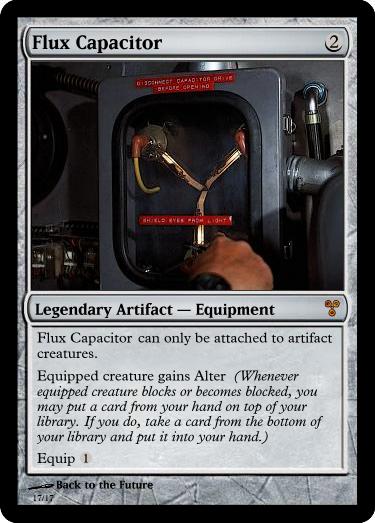 Flux Capacitor 2
DISCONNECT CAPACITOR DRIVE
BEFORE OPENING
SHIELD EYES FROM LIGHT
Legendary Artifact — Equipment
Flux Capacitor can only be attached to artifact
creatures.
Equipped creature gains Alter (Whenever
equipped creature blocks or becomes blocked, you
may put a card from your hand on top of your
library. If you do, take a card from the bottom of
your library and put it into your hand.)
Equip 1
Back to the Future
17/17